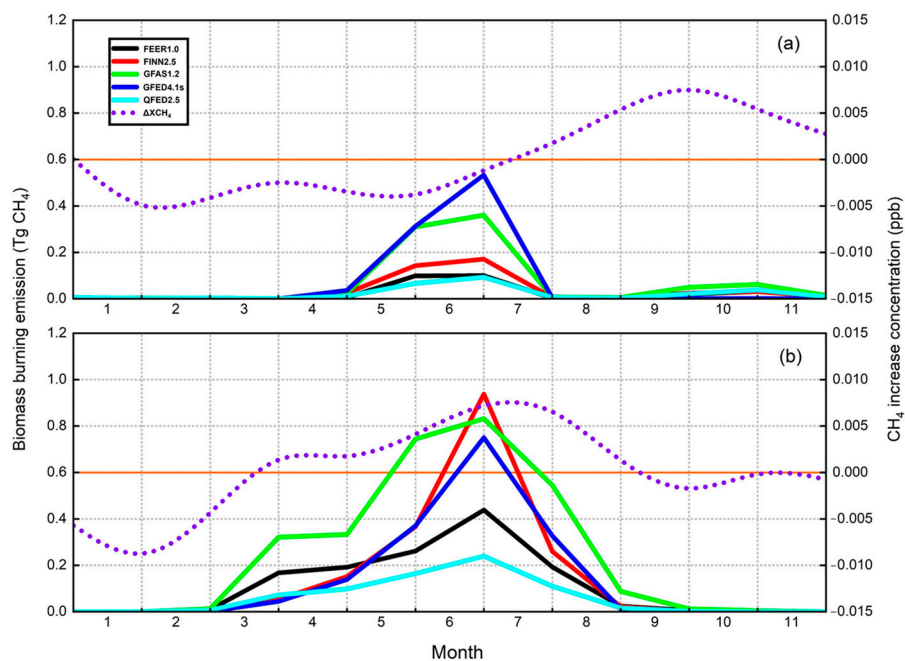 1.2
1.0
0.8
0.6
0.4
0.2
0.0
FEER1.0
FINN2.5
GFAS1.2
GFED4.1s
QFED2.5
ΔXCH₄
(a)
0.015
0.010
0.005
0.000
−0.005
−0.010
−0.015
1 2 3 4 5 6 7 8 9 10 11
Biomass burning emission (Tg CH₄)
CH₄ increase concentration (ppb)
1.2
1.0
0.8
0.6
0.4
0.2
0.0
(b)
0.015
0.010
0.005
0.000
−0.005
−0.010
−0.015
1 2 3 4 5 6 7 8 9 10 11
Month